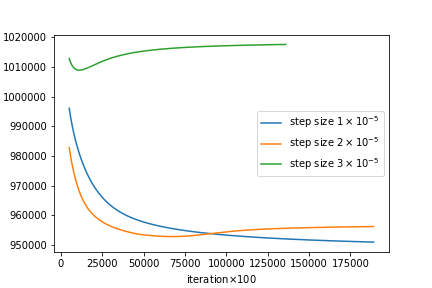 1020000
1010000
1000000
990000
980000
970000
960000
950000
step size 1 × 10⁻⁵
step size 2 × 10⁻⁵
step size 3 × 10⁻⁵
0 25000 50000 75000 100000 125000 150000 175000
iteration×100